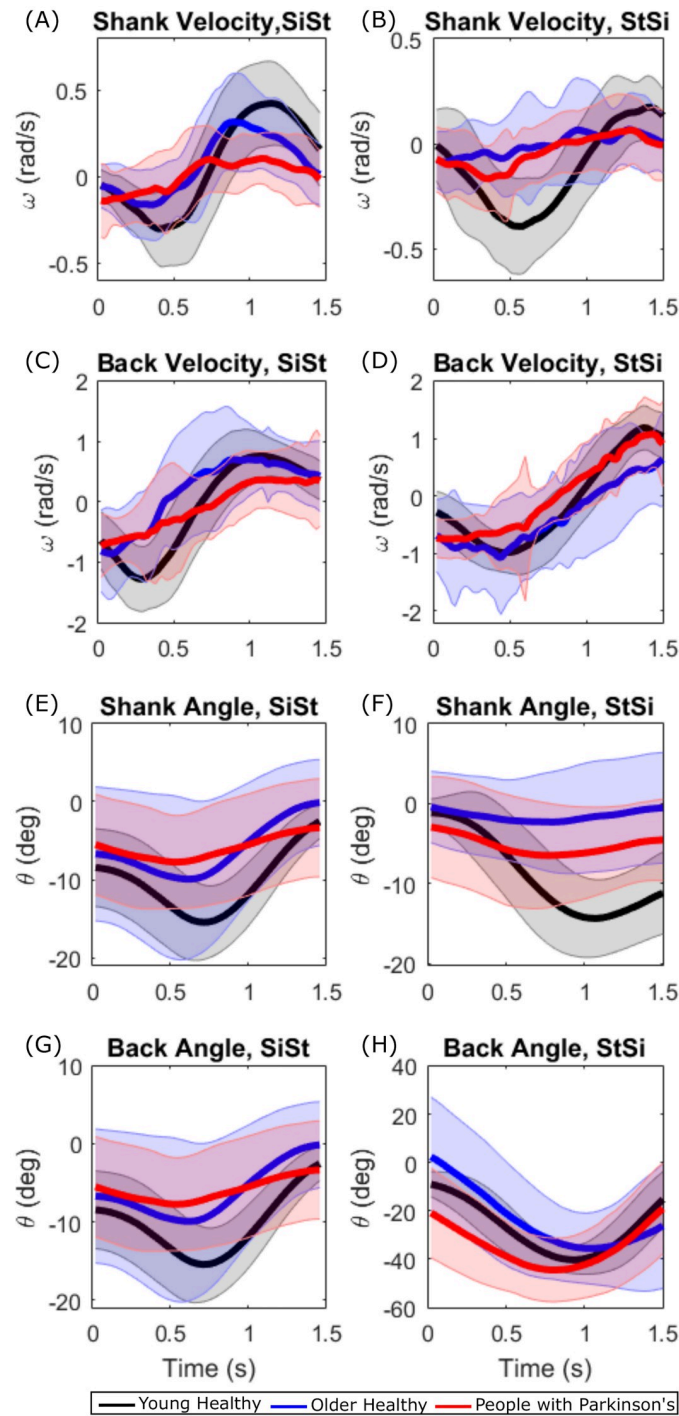 (A) Shank Velocity,SiSt
0.5
0
-0.5
ω (rad/s)
0 0.5 1 1.5
(B) Shank Velocity, StSi
0.5
0
-0.5
ω (rad/s)
0 0.5 1 1.5
(C) Back Velocity, SiSt
2
1
0
-1
-2
ω (rad/s)
0 0.5 1 1.5
(D) Back Velocity, StSi
2
1
0
-1
-2
ω (rad/s)
0 0.5 1 1.5
(E) Shank Angle, SiSt
10
0
-10
-20
θ (deg)
0 0.5 1 1.5
(F) Shank Angle, StSi
10
0
-10
-20
θ (deg)
0 0.5 1 1.5
(G) Back Angle, SiSt
10
0
-10
-20
θ (deg)
0 0.5 1 1.5
Time (s)
(H) Back Angle, StSi
40
20
0
-20
-40
-60
θ (deg)
0 0.5 1 1.5
Time (s)
Young Healthy Older Healthy People with Parkinson's